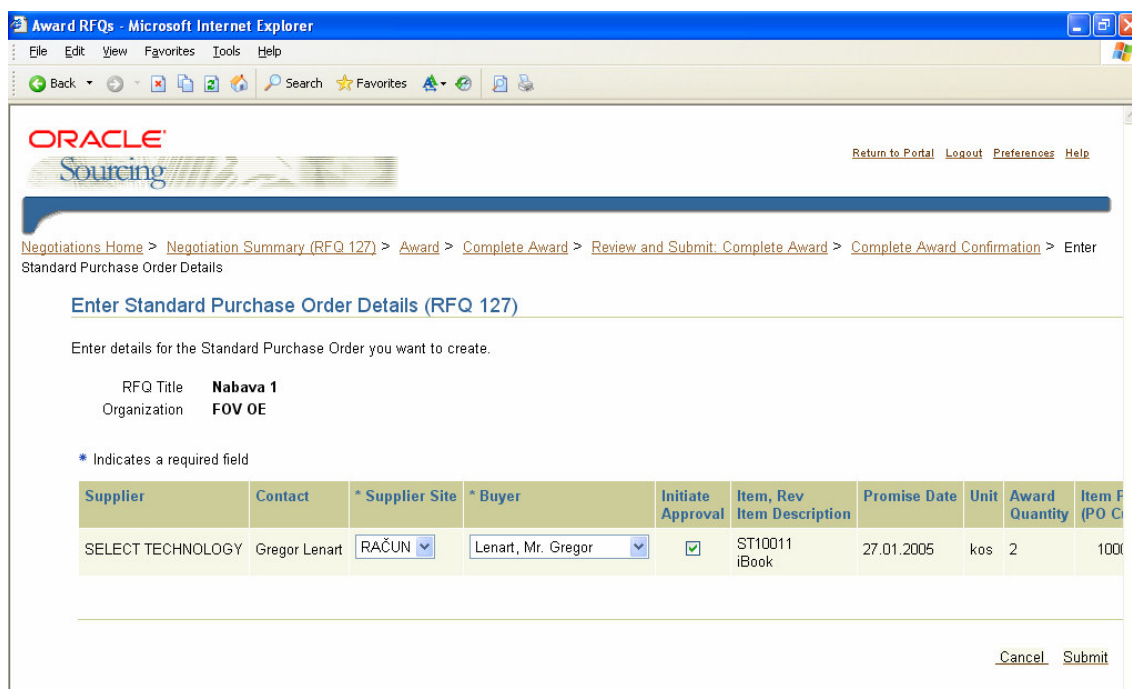 Award RFQs - Microsoft Internet Explorer
File Edit View Favorites Tools Help
Back Search Favorites
ORACLE
Sourcing
Return to Portal Logout Preferences Help
Negotiations Home > Negotiation Summary (RFQ 127) > Award > Complete Award > Review and Submit: Complete Award > Complete Award Confirmation > Enter
Standard Purchase Order Details
Enter Standard Purchase Order Details (RFQ 127)
Enter details for the Standard Purchase Order you want to create.
RFQ Title Nabava 1
Organization FOV OE
* Indicates a required field
Supplier Contact * Supplier Site * Buyer Initiate Approval Item, Rev Item Description Promise Date Unit Award Quantity Item (PO
SELECT TECHNOLOGY Gregor Lenart RAČUN Lenart, Mr. Gregor ST10011 iBook 27.01.2005 kos 2
Cancel Submit